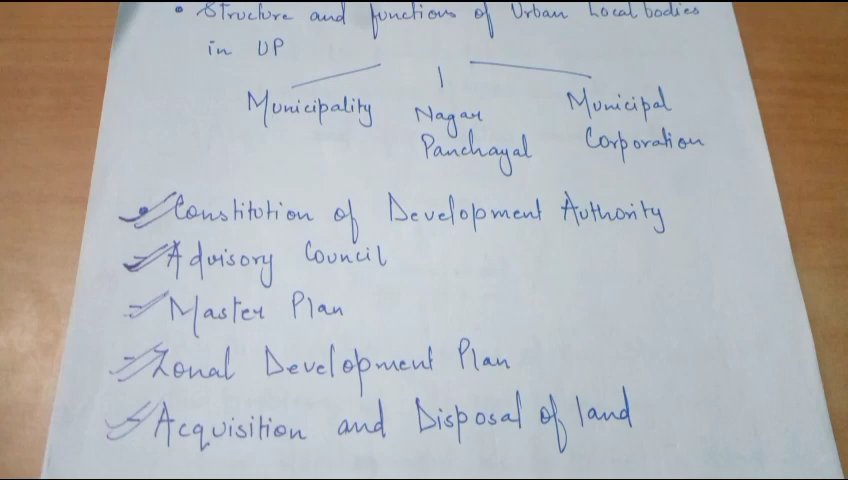 • Structure and functions of Urban Local bodies
in UP
Municipality
Nagar
Panchayal
Municipal
Corporation
Constitution of Development Authority
Advisory Council
Master Plan
Zonal Development Plan
Acquisition and Disposal of land